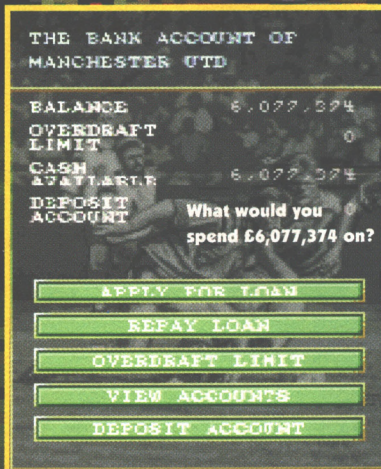 THE BANK ACCOUNT OF
MANCHESTER UTD
BALANCE 6,077,374
OVERDRAFT
LIMIT 0
CASH
AVAILABLE 6,077,374
DEPOSIT
ACCOUNT 0
What would you
spend £6,077,374 on?
APPLY FOR LOAN
REPAY LOAN
OVERDRAFT LIMIT
VIEW ACCOUNTS
DEPOSIT ACCOUNT